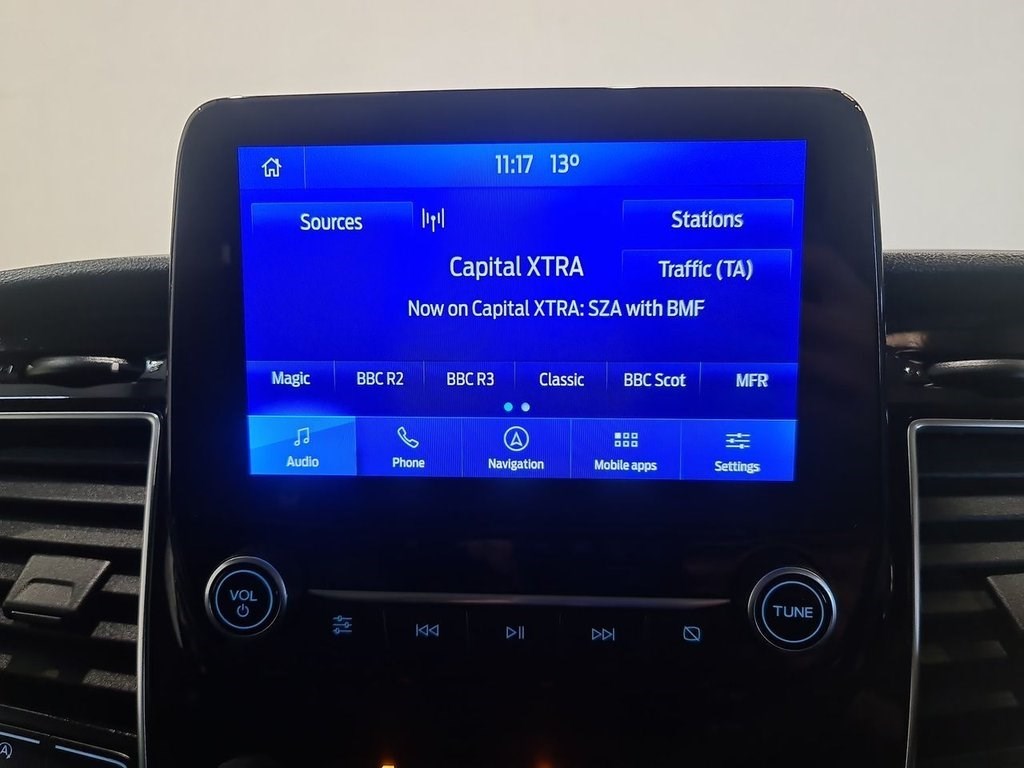 11:17 13º
Sources
Stations
Capital XTRA
Traffic (TA)
Now on Capital XTRA: SZA with BMF
Magic BBC R2 BBC R3 Classic BBC Scot MFR
Audio Phone Navigation Mobile apps Settings
VOL
TUNE
(A)